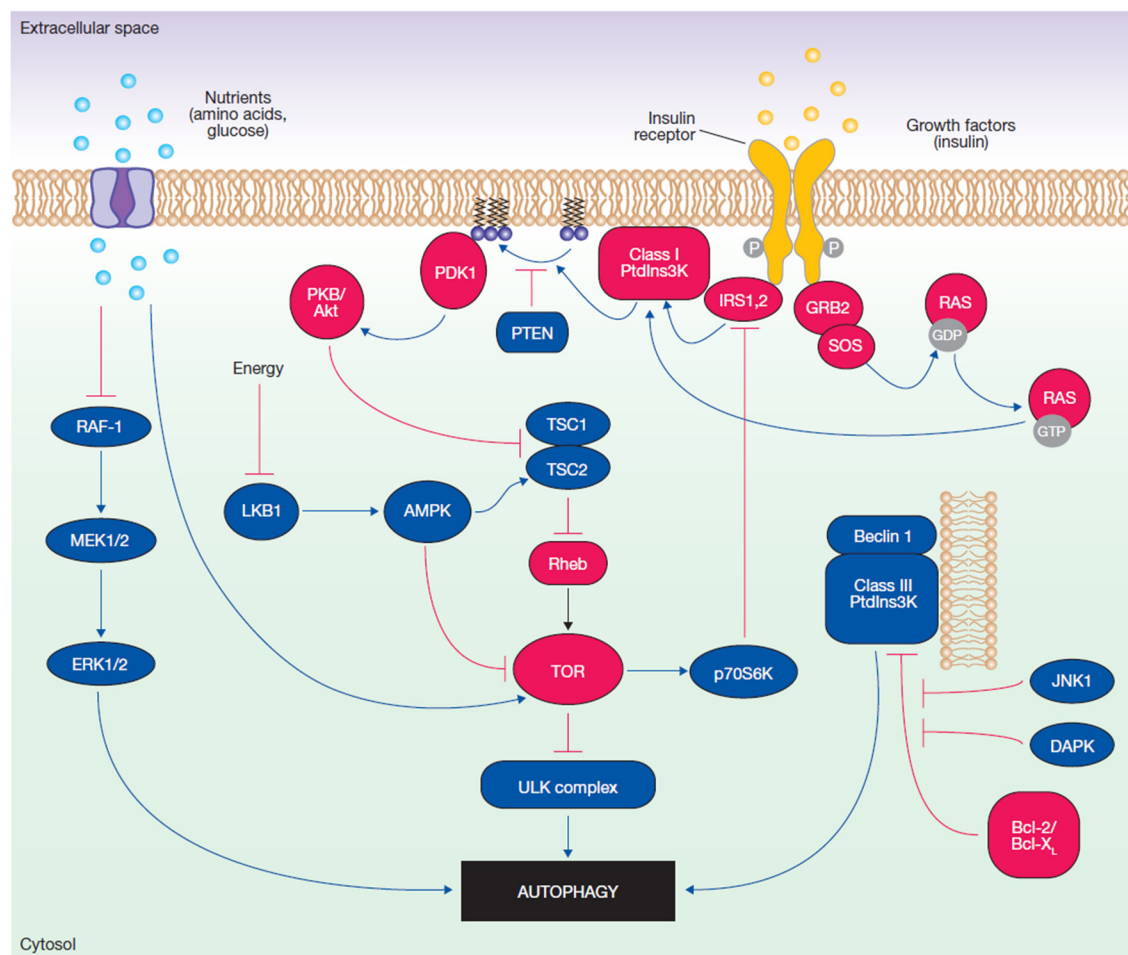 Extracellular space
Nutrients
(amino acids,
glucose)
Insulin
receptor
Growth factors
(insulin)
P
P
Class I
PtdIns3K
PDK1
IRS1,2
PKB/
Akt
GRB2
RAS
GDP
PTEN
SOS
Energy
RAS
GTP
RAF-1
TSC1
TSC2
LKB1
AMPK
MEK1/2
Beclin 1
Rheb
Class III
PtdIns3K
ERK1/2
TOR
p70S6K
JNK1
DAPK
ULK complex
Bcl-2/
Bcl-XL
AUTOPHAGY
Cytosol